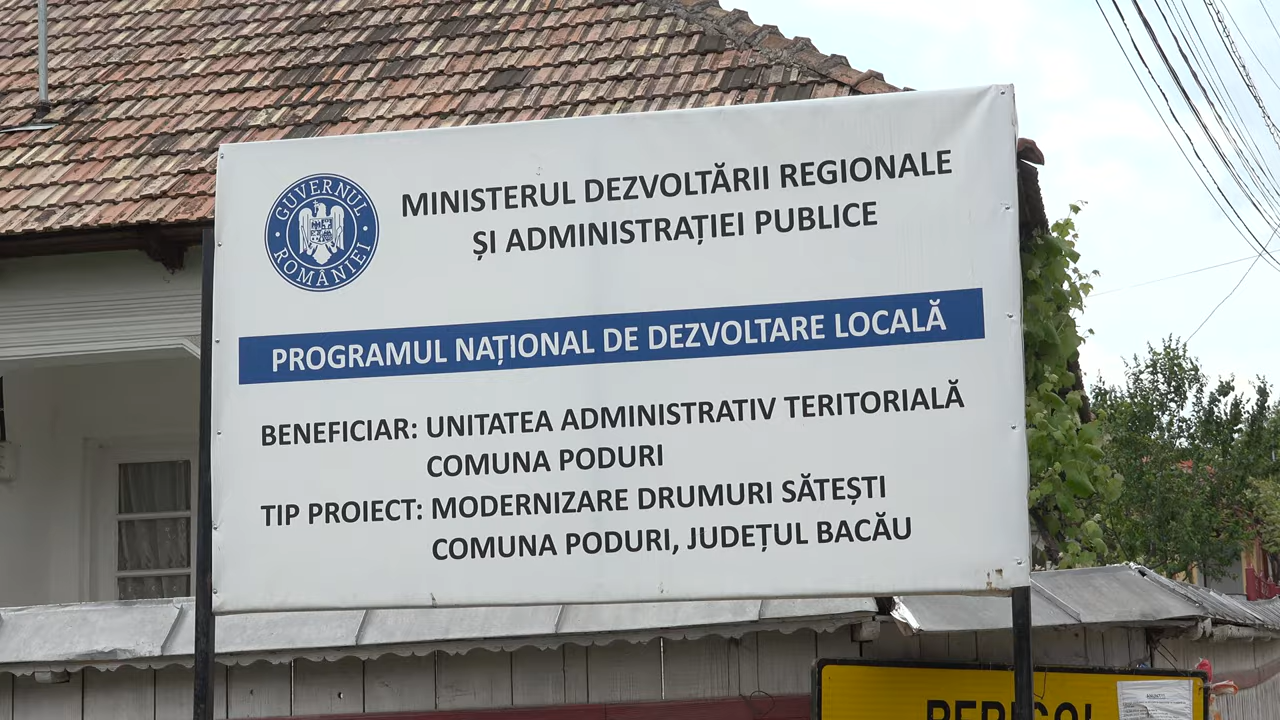 GUVERNUL
ROMÂNIEI
MINISTERUL DEZVOLTĂRII REGIONALE
ȘI ADMINISTRAȚIEI PUBLICE
PROGRAMUL NAȚIONAL DE DEZVOLTARE LOCALĂ
BENEFICIAR: UNITATEA ADMINISTRATIV TERITORIALĂ
COMUNA PODURI
TIP PROIECT: MODERNIZARE DRUMURI SĂTEȘTI
COMUNA PODURI, JUDEȚUL BACĂU